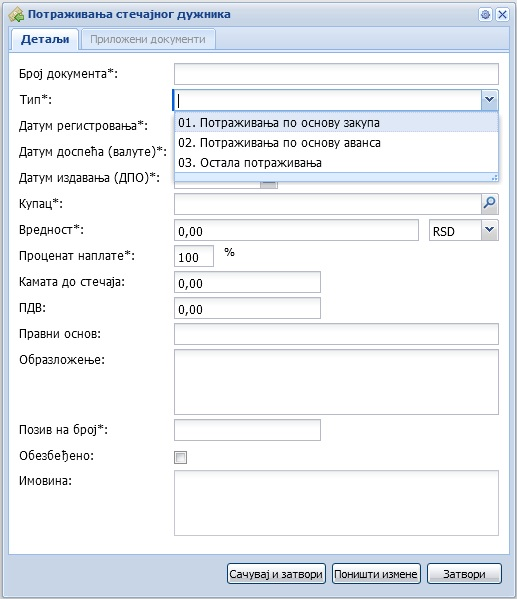 Потраживања стечајног дужника
Детаљи Приложени документи
Број документа*:
Тип*:
01. Потраживања по основу закупа
Датум регистровања*:
02. Потраживања по основу аванса
Датум доспећа (валуте)*:
03. Остала потраживања
Датум издавања (ДПО)*:
Купац*:
Вредност*: 0,00 RSD
Проценат наплате*: 100 %
Камата до стечаја: 0,00
ПДВ: 0,00
Правни основ:
Образложење:
Позив на број*:
Обезбеђено:
Имовина:
Сачувај и затвори Поништи измене Затвори